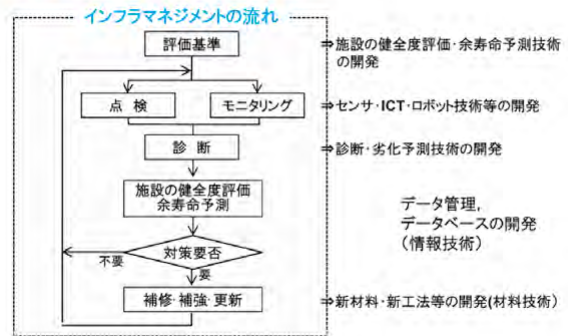 インフラマネジメントの流れ
評価基準
⇒施設の健全度評価・余寿命予測技術
の開発
点 検
モニタリング
⇒センサ・ICT・ロボット技術等の開発
診 断
⇒診断・劣化予測技術の開発
施設の健全度評価
余寿命予測
データ管理,
データベースの開発
(情報技術)
対策要否
不要
要
補修・補強・更新
⇒新材料・新工法等の開発(材料技術)